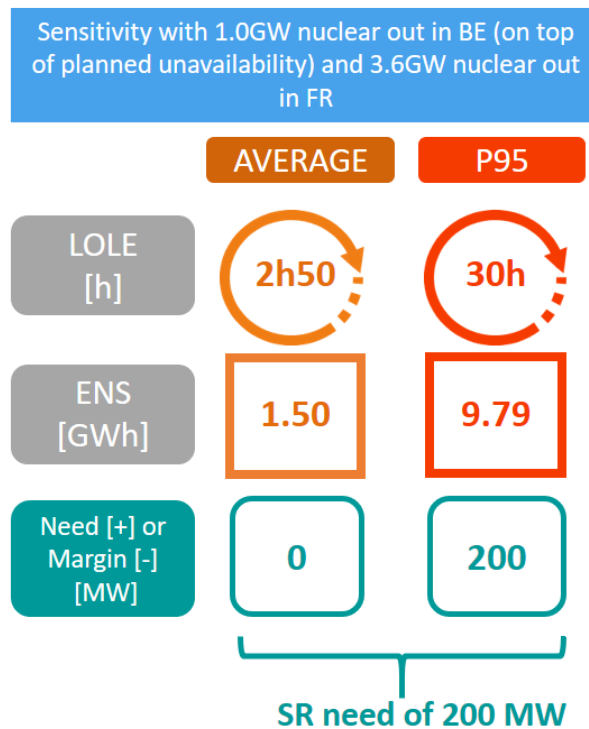 Sensitivity with 1.0GW nuclear out in BE (on top
of planned unavailability) and 3.6GW nuclear out
in FR
AVERAGE
P95
LOLE
[h]
2h50
30h
ENS
[GWh]
1.50
9.79
Need [+] or
Margin [-]
[MW]
0
200
SR need of 200 MW